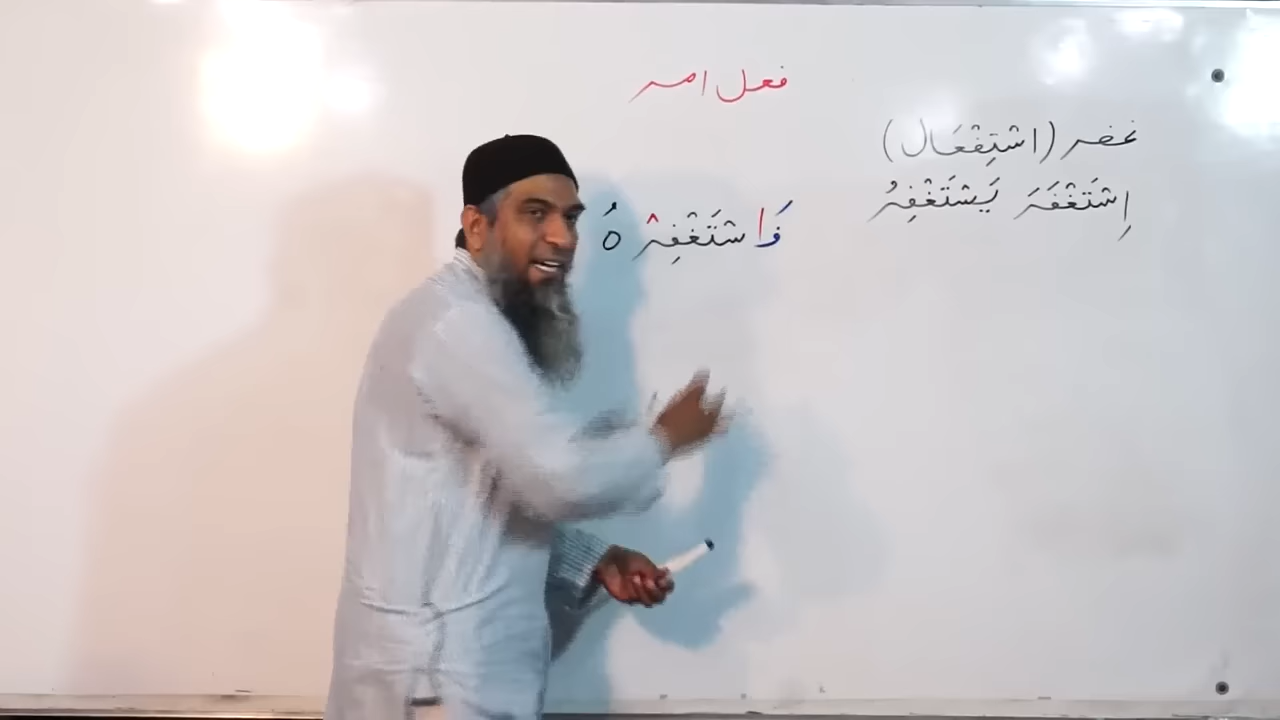 فعل امر
غفر (اسْتِفْعَال)
اِسْتَغْفَرَ يَسْتَغْفِرُ
فَاسْتَغْفِرْهُ